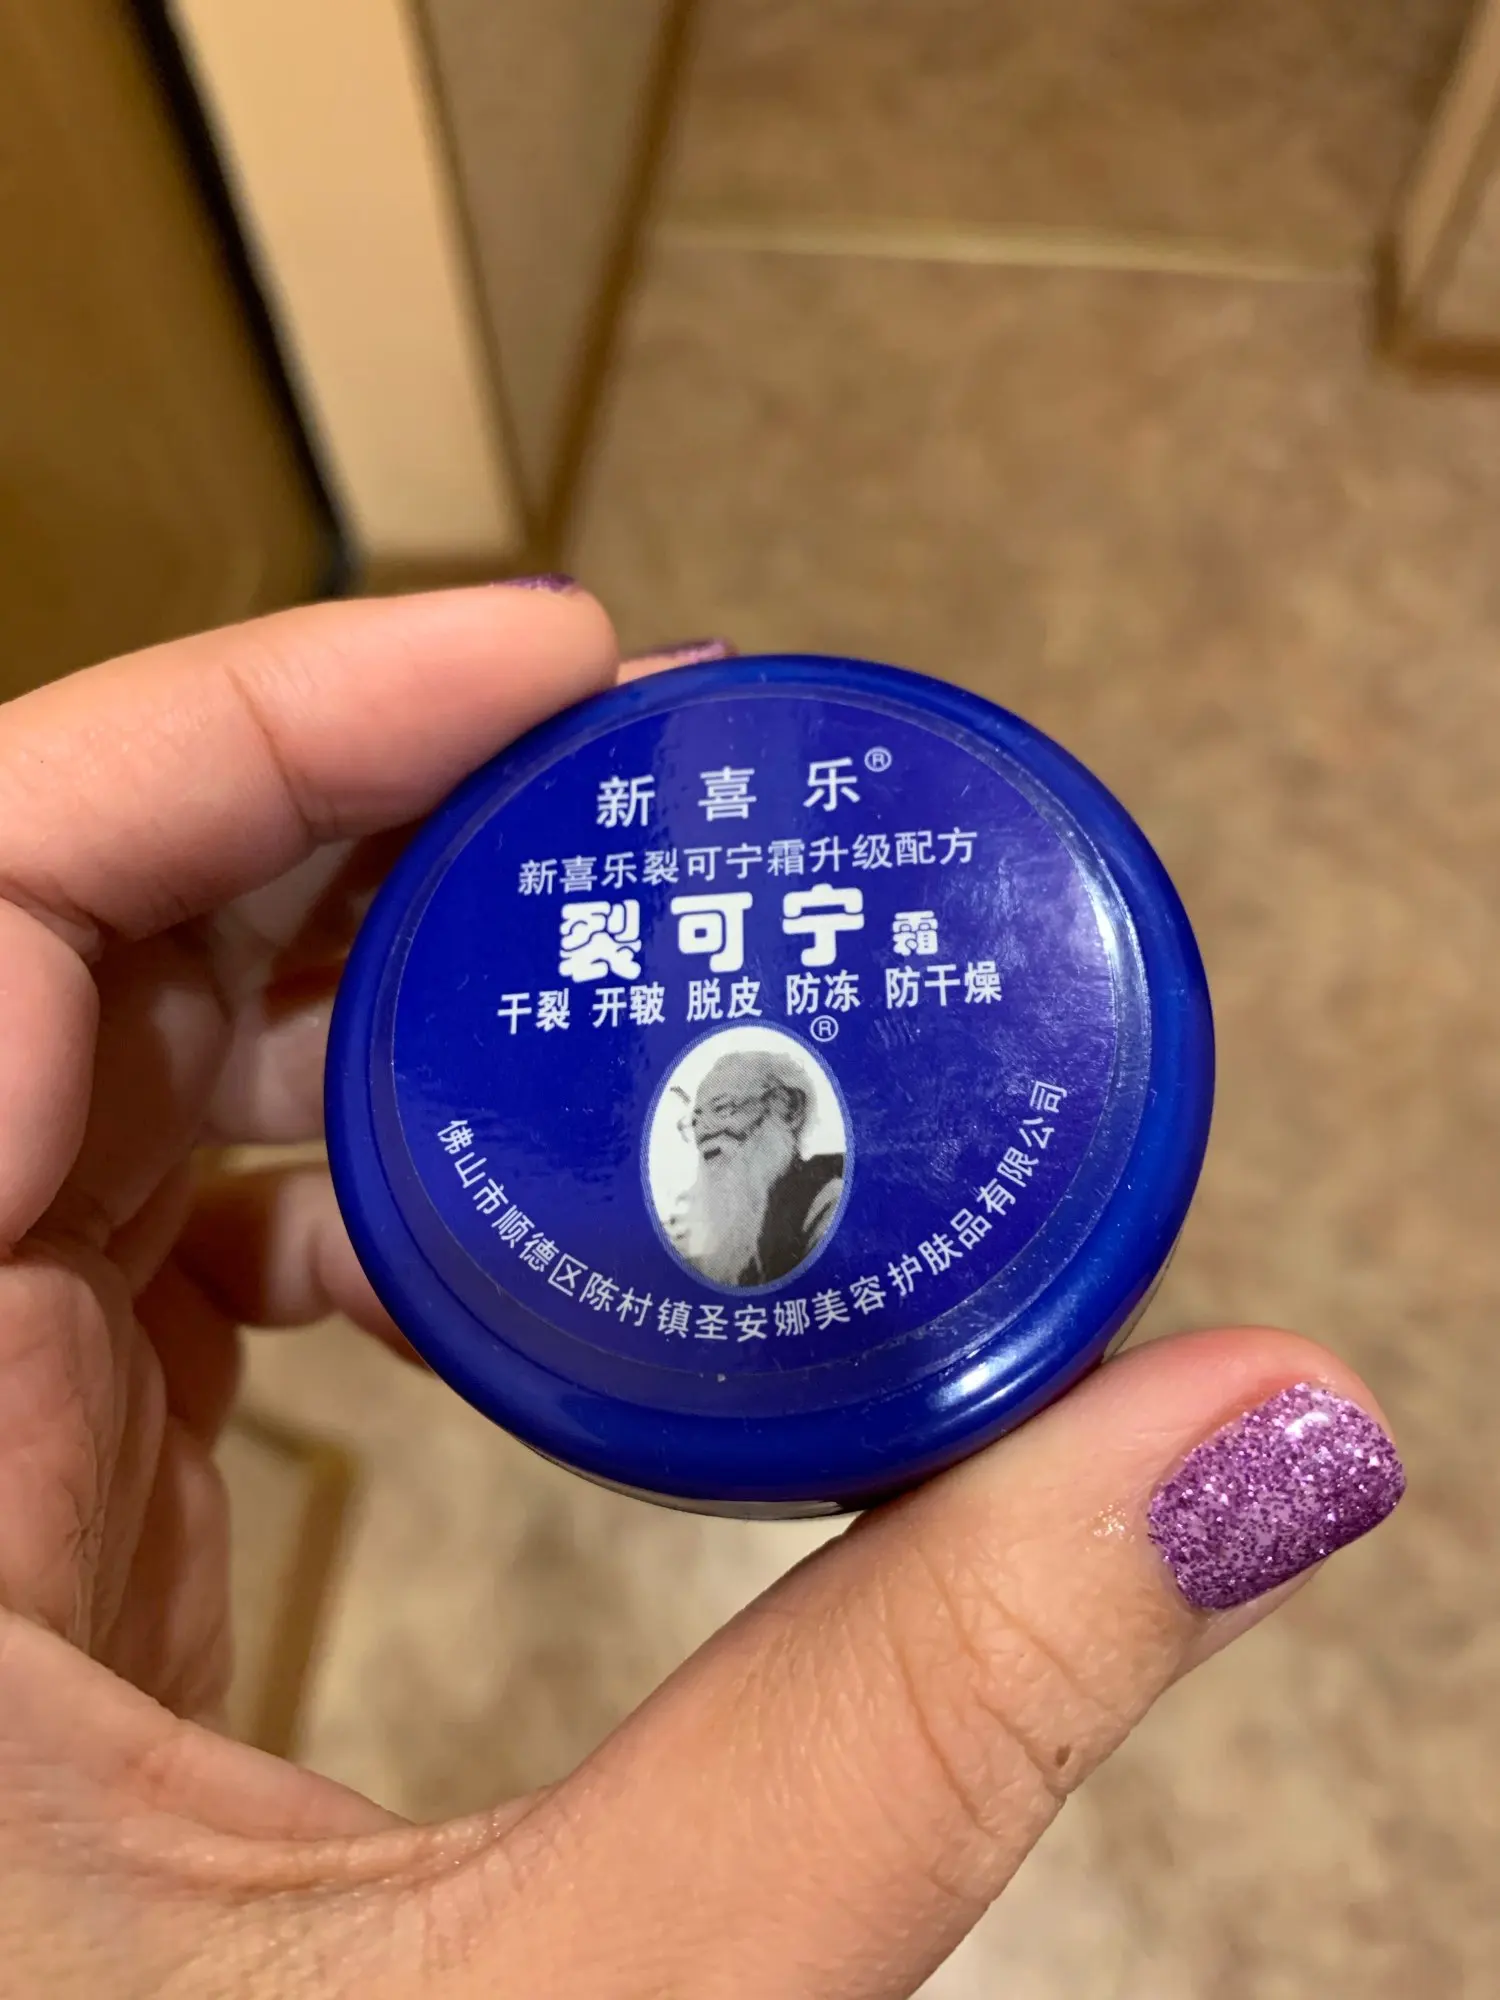 新喜乐®
新喜乐裂可宁霜升级配方
裂可宁霜
干裂 开皲 脱皮 防冻 防干燥
®
佛山市顺德区陈村镇圣安娜美容护肤品有限公司